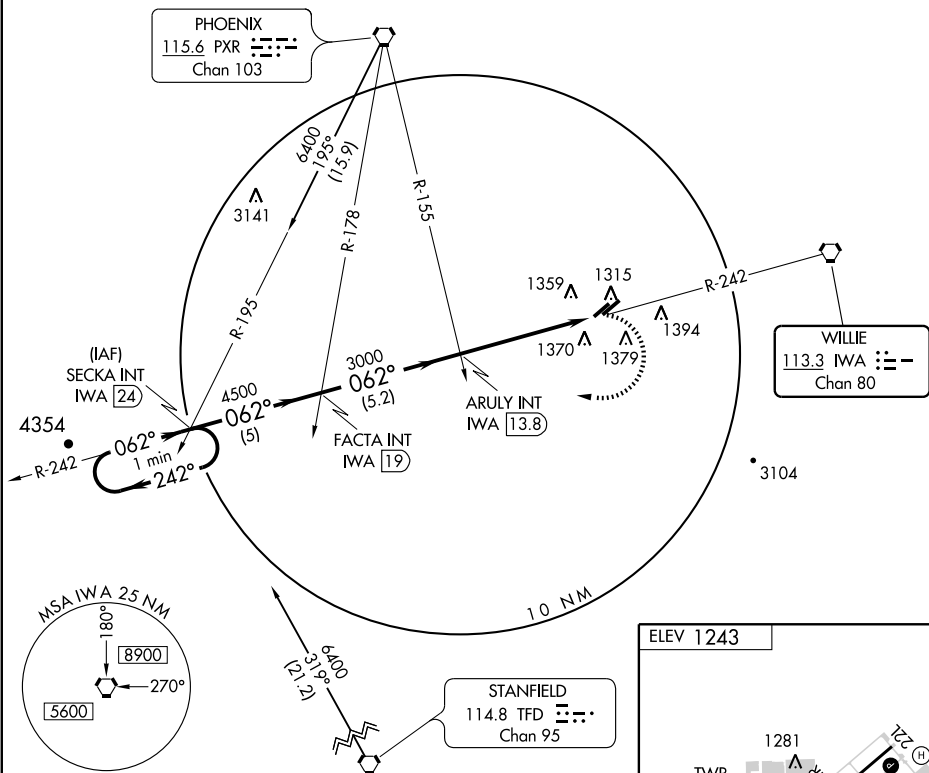 PHOENIX
115.6 PXR
Chan 103
6400
195°
(15.9)
3141
R-178
R-155
R-195
1359
1315
R-242
1394
1370
1379
WILLIE
113.3 IWA
Chan 80
(IAF)
SECKA INT
IWA 24
4500
062°
(5)
3000
062°
(5.2)
ARULY INT
IWA 13.8
FACTA INT
IWA 19
4354
062°
1 min
R-242
242°
3104
10 NM
MSA IWA 25 NM
180°
8900
270°
5600
6400
319°
(21.2)
STANFIELD
114.8 TFD
Chan 95
ELEV 1243
1281
22L
H
P
TWR